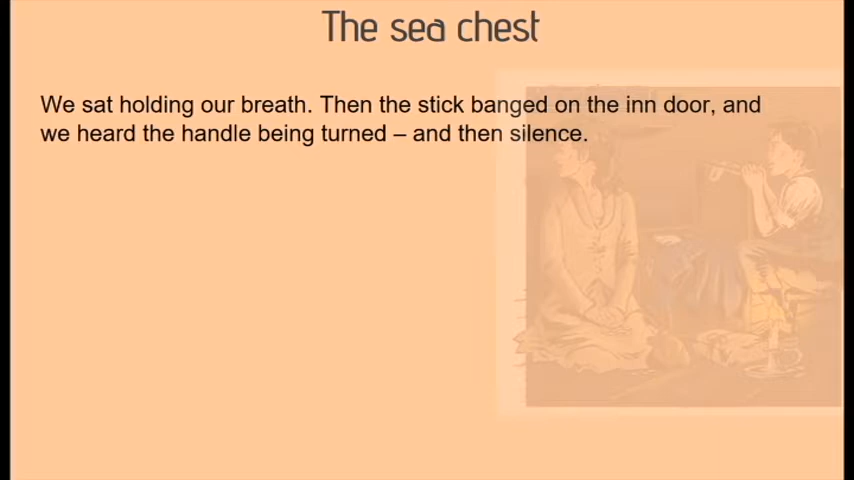 The sea chest
We sat holding our breath. Then the stick banged on the inn door, and
we heard the handle being turned – and then silence.